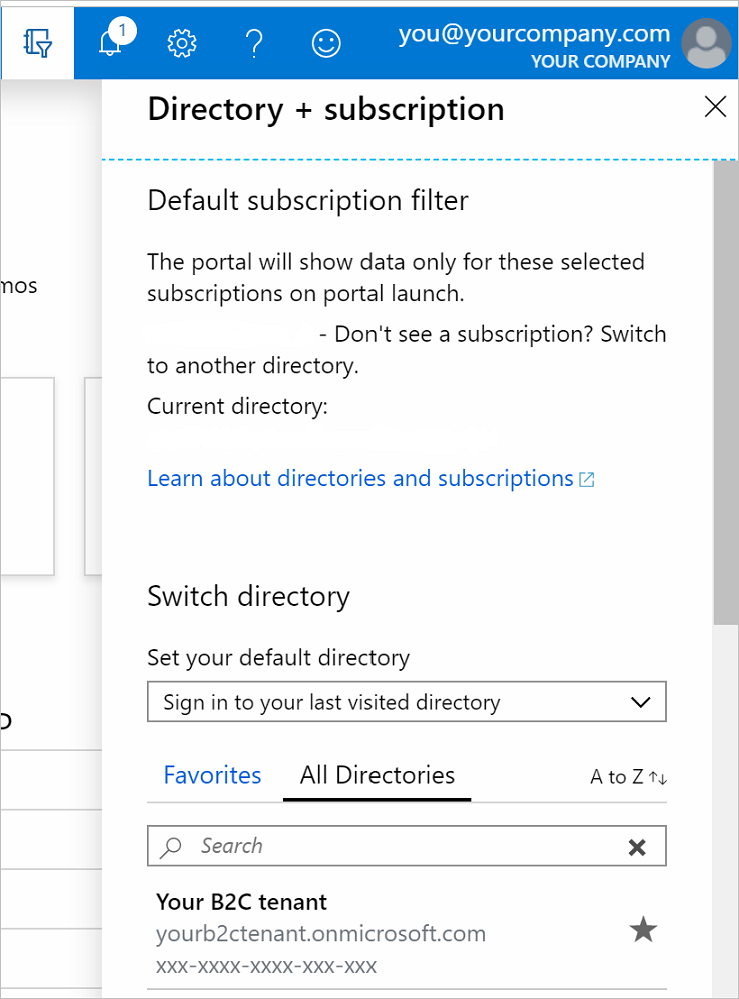 1
you@yourcompany.com
YOUR COMPANY
Directory + subscription
Default subscription filter
The portal will show data only for these selected
subscriptions on portal launch.
- Don't see a subscription? Switch
to another directory.
Current directory:
Learn about directories and subscriptions
Switch directory
Set your default directory
Sign in to your last visited directory
Favorites All Directories A to Z
Search
Your B2C tenant
yourb2ctenant.onmicrosoft.com
xxx-xxxx-xxxx-xxx-xxx